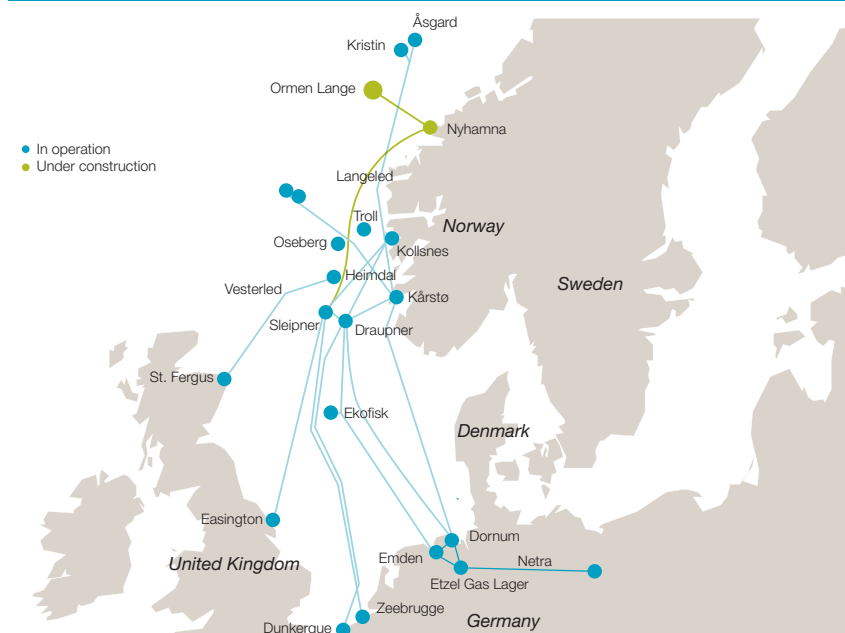 Åsgard
Kristin
Ormen Lange
Nyhamna
In operation
Under construction
Langeled
Troll
Norway
Oseberg
Kollsnes
Heimdal
Vesterled
Sweden
Kårstø
Sleipner
Draupner
St. Fergus
Ekofisk
Denmark
Easington
Dornum
Emden
Netra
United Kingdom
Etzel Gas Lager
Zeebrugge
Germany
Dunkerque